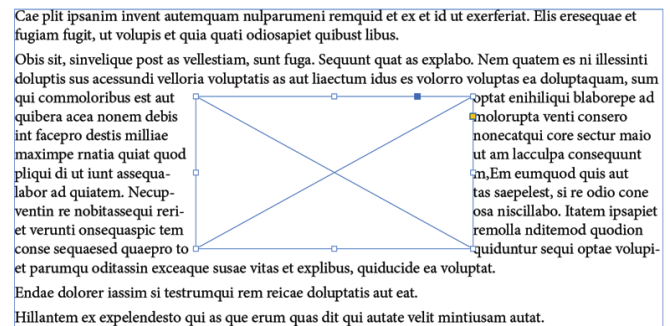 Cae plit ipsanim invent autemquam nulparumeni remquid et ex et id ut exerferiat. Elis eresequae et
fugiam fugit, ut volupis et quia quati odiosapiet quibust libus.
Obis sit, sinvelique post as vellestiam, sunt fuga. Sequunt quat as explabo. Nem quatem es ni illessinti
doluptis sus acessundi velloria voluptatis as aut liaectum idus es volorro voluptas ea doluptaquam, sum
qui commoloribus est aut optat enihiliqui blaborepe ad
quibera acea nonem debis molorupta venti consero
int facepro destis milliae nonecatqui core sectur maio
maximpe rnatia quiat quod ut am lacculpa consequunt
pliqui di ut iunt assequa- m,Em eumquod quis aut
labor ad quiatem. Necup- tas saepelest, si re odio cone
ventin re nobitassequi reri- osa niscillabo. Itatem ipsapiet
et verunti onsequaspic tem remolla nditemod quodion
conse sequaesed quaepro to quiduntur sequi optae volupi-
et parumqu oditassin exceaque susae vitas et explibus, quiducide ea voluptat.
Endae dolorer iassim si testrumqui rem reicae doluptatis aut eat.
Hillantem ex expelendesto qui as que erum quas dit qui autate velit mintiusam autat.